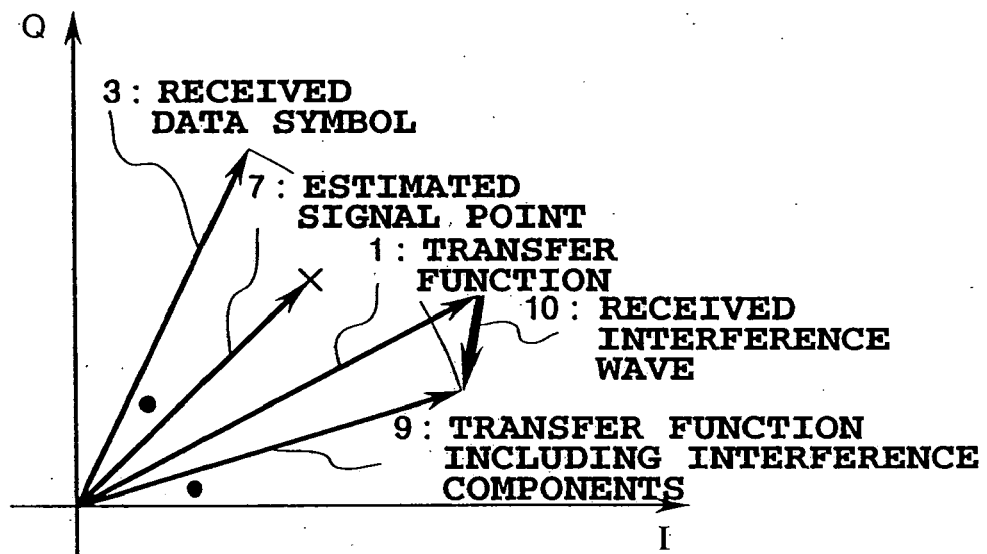 Q
3 : RECEIVED
DATA SYMBOL
7 : ESTIMATED
SIGNAL POINT
1 : TRANSFER
FUNCTION
10 : RECEIVED
INTERFERENCE
WAVE
9 : TRANSFER FUNCTION
INCLUDING INTERFERENCE
COMPONENTS
I